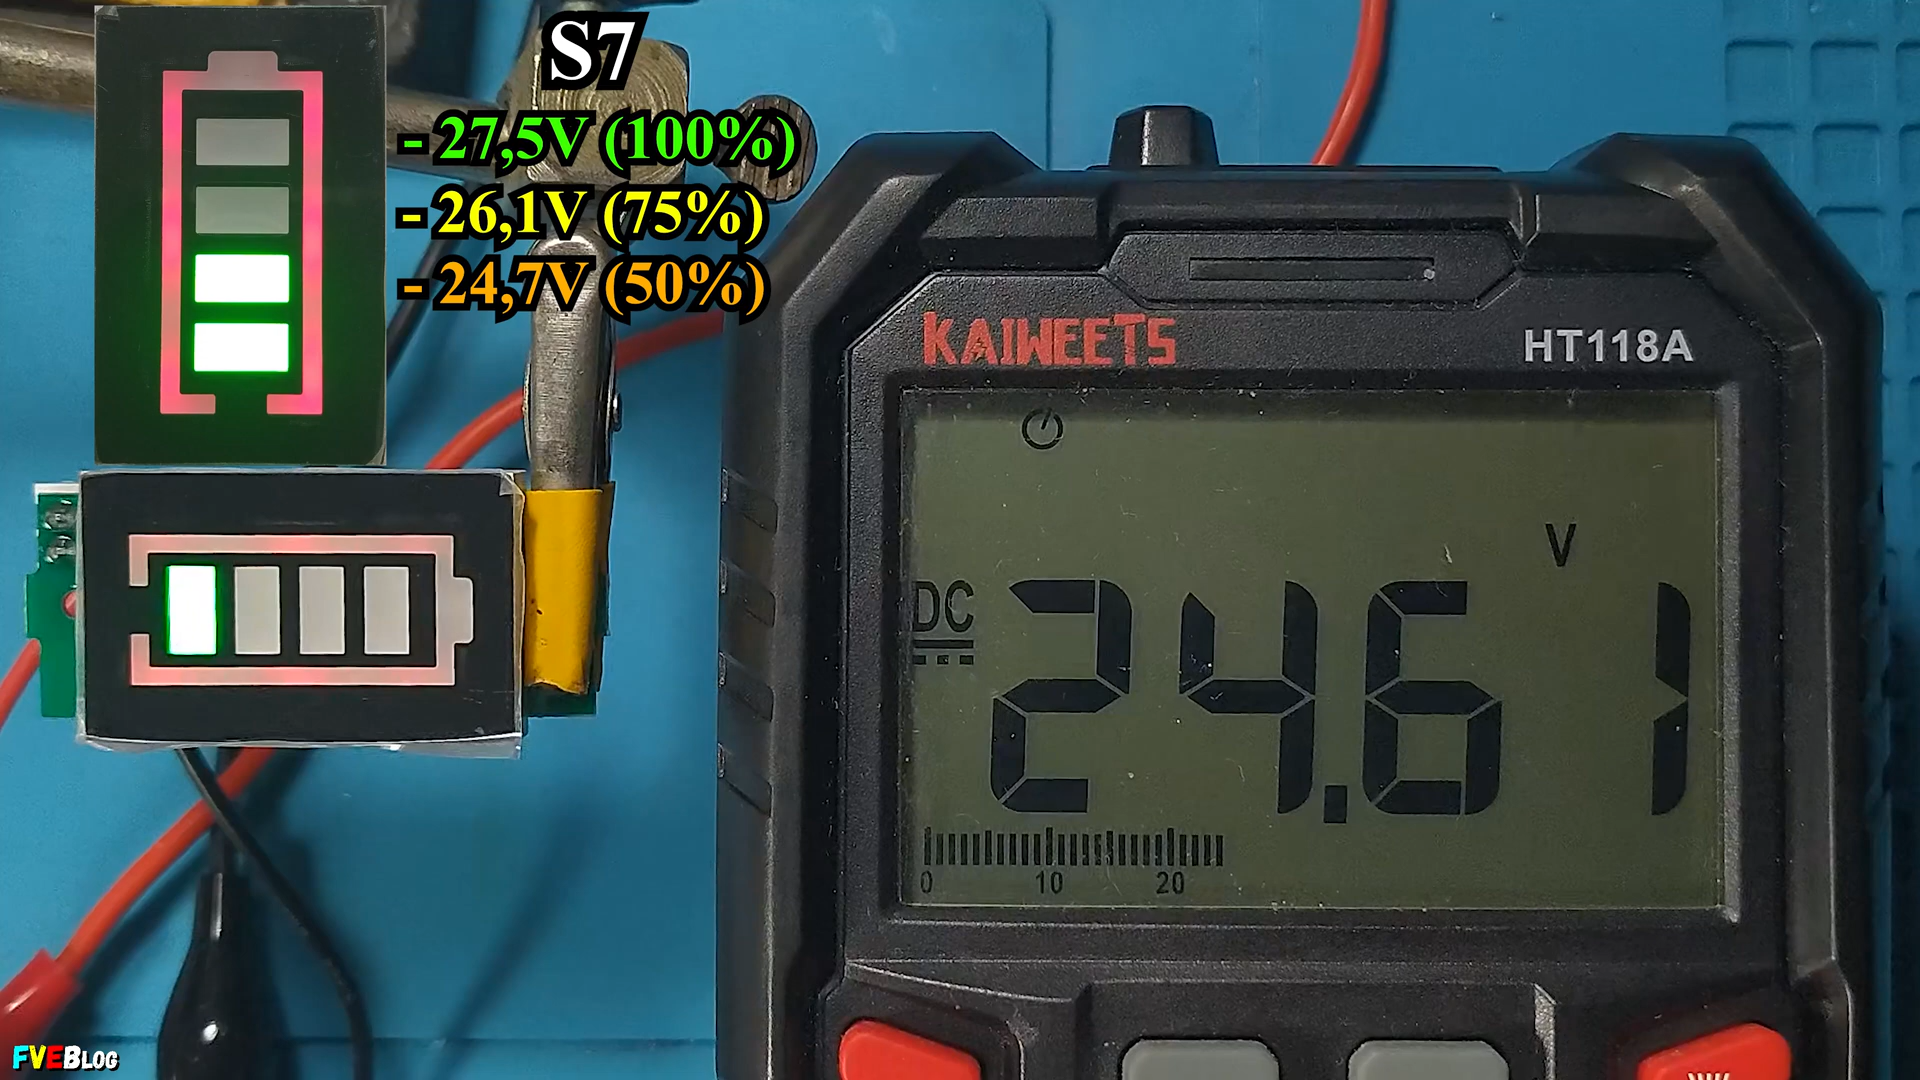 S7
- 27,5V (100%)
- 26,1V (75%)
- 24,7V (50%)
KAIWEETS
HT118A
V
DC
24.61
0 10 20
FVEBLOG